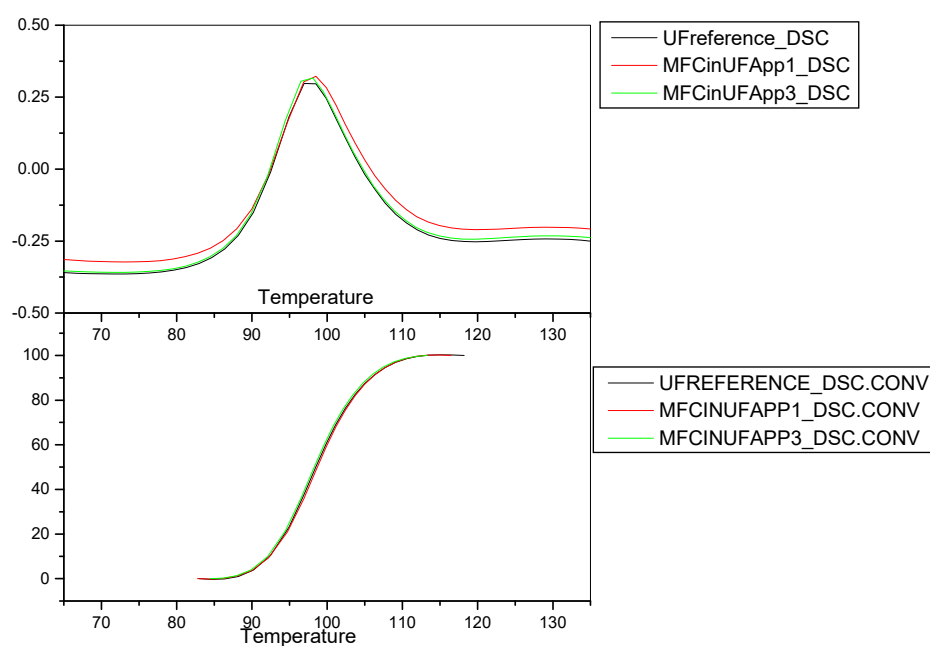 0.50
0.25
0.00
-0.25
-0.50
UFreference_DSC
MFCinUFApp1_DSC
MFCinUFApp3_DSC
Temperature
70 80 90 100 110 120 130
100
80
60
40
20
0
UFREFERENCE_DSC.CONV
MFCINUFAPP1_DSC.CONV
MFCINUFAPP3_DSC.CONV
70 80 90 100 110 120 130
Temperature